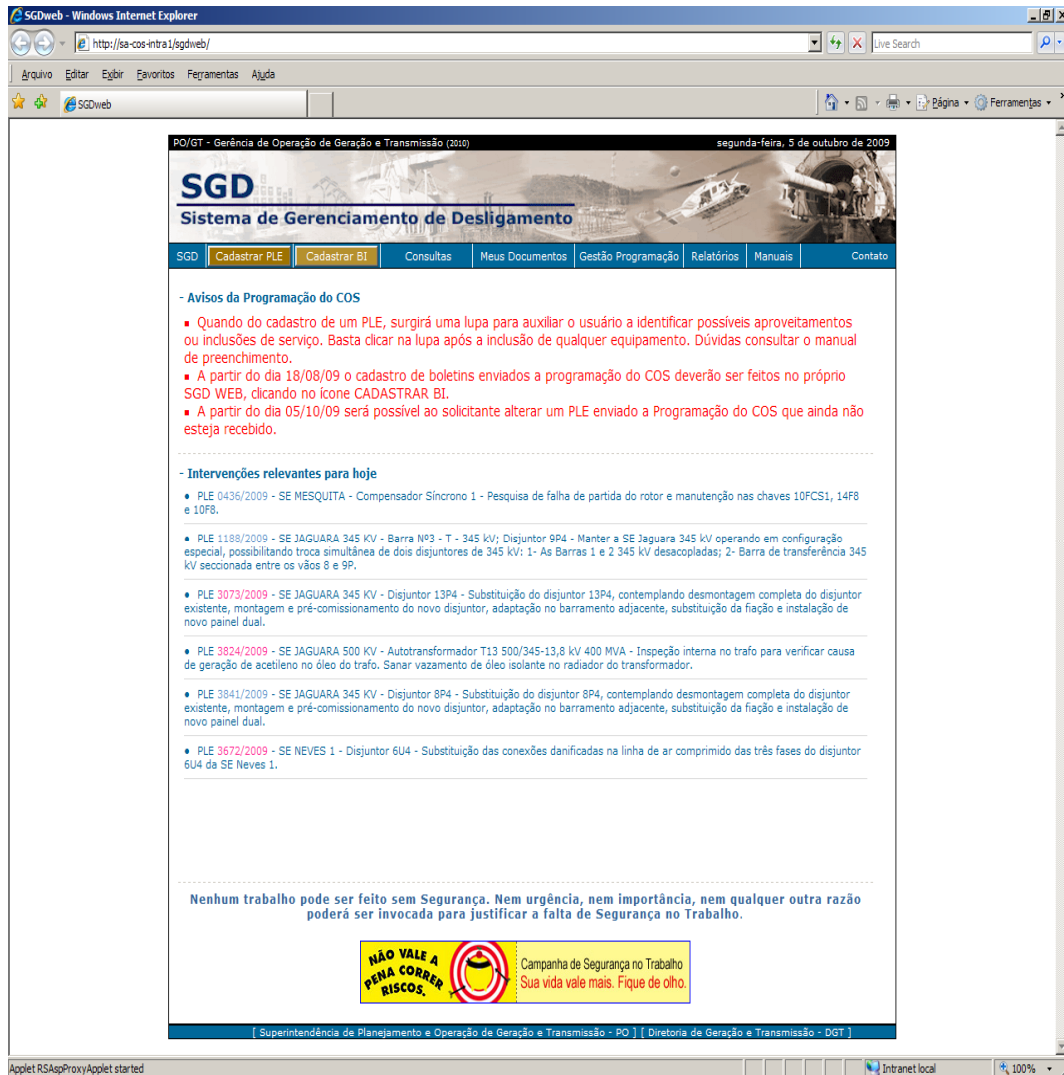 SGDweb - Windows Internet Explorer
http://sa-cos-intra1/sgdweb/
Live Search
Arquivo Editar Exibir Favoritos Ferramentas Ajuda
SGDweb
Página Ferramentas
PO/GT - Gerência de Operação de Geração e Transmissão (2010)
segunda-feira, 5 de outubro de 2009
SGD
Sistema de Gerenciamento de Desligamento
SGD Cadastrar PLE Cadastrar BI Consultas Meus Documentos Gestão Programação Relatórios Manuais Contato
- Avisos da Programação do COS
Quando do cadastro de um PLE, surgirá uma lupa para auxiliar o usuário a identificar possíveis aproveitamentos
ou inclusões de serviço. Basta clicar na lupa após a inclusão de qualquer equipamento. Dúvidas consultar o manual
de preenchimento.
A partir do dia 18/08/09 o cadastro de boletins enviados a programação do COS deverão ser feitos no próprio
SGD WEB, clicando no ícone CADASTRAR BI.
A partir do dia 05/10/09 será possível ao solicitante alterar um PLE enviado a Programação do COS que ainda não
esteja recebido.
- Intervenções relevantes para hoje
• PLE 0436/2009 - SE MESQUITA - Compensador Síncrono 1 - Pesquisa de falha de partida do rotor e manutenção nas chaves 10FCS1, 14F8
e 10F8.
• PLE 1188/2009 - SE JAGUARA 345 KV - Barra Nº3 - T - 345 kV; Disjuntor 9P4 - Manter a SE Jaguara 345 kV operando em configuração
especial, possibilitando troca simultânea de dois disjuntores de 345 kV: 1- As Barras 1 e 2 345 kV desacopladas; 2- Barra de transferência 345
kV seccionada entre os vãos 8 e 9P.
• PLE 3073/2009 - SE JAGUARA 345 KV - Disjuntor 13P4 - Substituição do disjuntor 13P4, contemplando desmontagem completa do disjuntor
existente, montagem e pré-comissionamento do novo disjuntor, adaptação no barramento adjacente, substituição da fiação e instalação de
novo painel dual.
• PLE 3824/2009 - SE JAGUARA 500 KV - Autotransformador T13 500/345-13,8 kV 400 MVA - Inspeção interna no trafo para verificar causa
de geração de acetileno no óleo do trafo. Sanar vazamento de óleo isolante no radiador do transformador.
• PLE 3841/2009 - SE JAGUARA 345 KV - Disjuntor 8P4 - Substituição do disjuntor 8P4, contemplando desmontagem completa do disjuntor
existente, montagem e pré-comissionamento do novo disjuntor, adaptação no barramento adjacente, substituição da fiação e instalação de
novo painel dual.
• PLE 3672/2009 - SE NEVES 1 - Disjuntor 6U4 - Substituição das conexões danificadas na linha de ar comprimido das três fases do disjuntor
6U4 da SE Neves 1.
Nenhum trabalho pode ser feito sem Segurança. Nem urgência, nem importância, nem qualquer outra razão
poderá ser invocada para justificar a falta de Segurança no Trabalho.
NÃO VALE A
PENA CORRER
RISCOS.
Campanha de Segurança no Trabalho
Sua vida vale mais. Fique de olho.
[ Superintendência de Planejamento e Operação de Geração e Transmissão - PO ] [ Diretoria de Geração e Transmissão - DGT ]
Applet RSAspProxyApplet started
Intranet local
100%